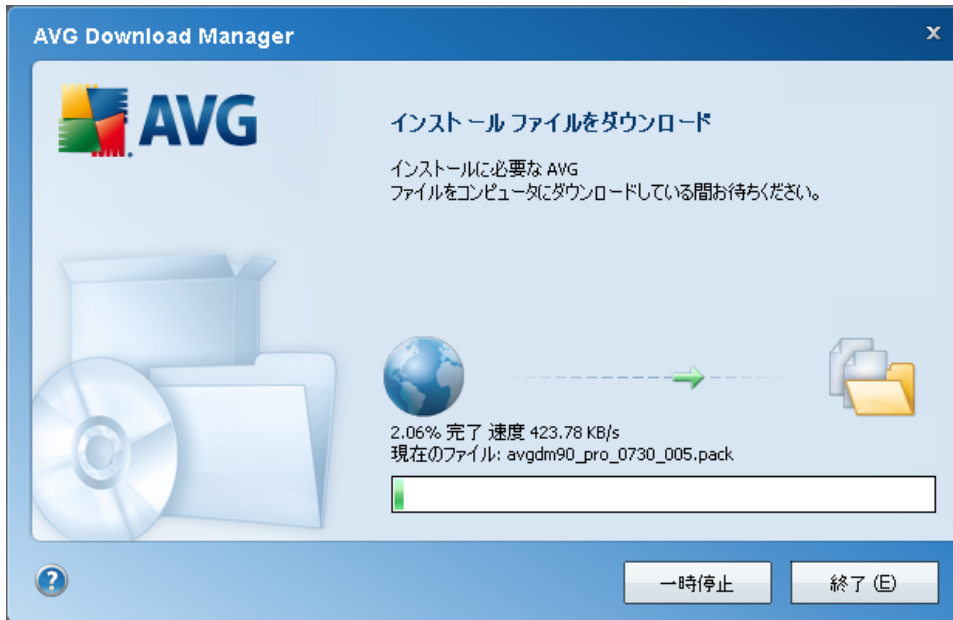 AVG Download Manager
x
AVG
インストール ファイルをダウンロード
インストールに必要な AVG
ファイルをコンピュータにダウンロードしている間お待ちください。
2.06% 完了 速度 423.78 KB/s
現在のファイル: avgdm90_pro_0730_005.pack
?
一時停止
終了 (E)